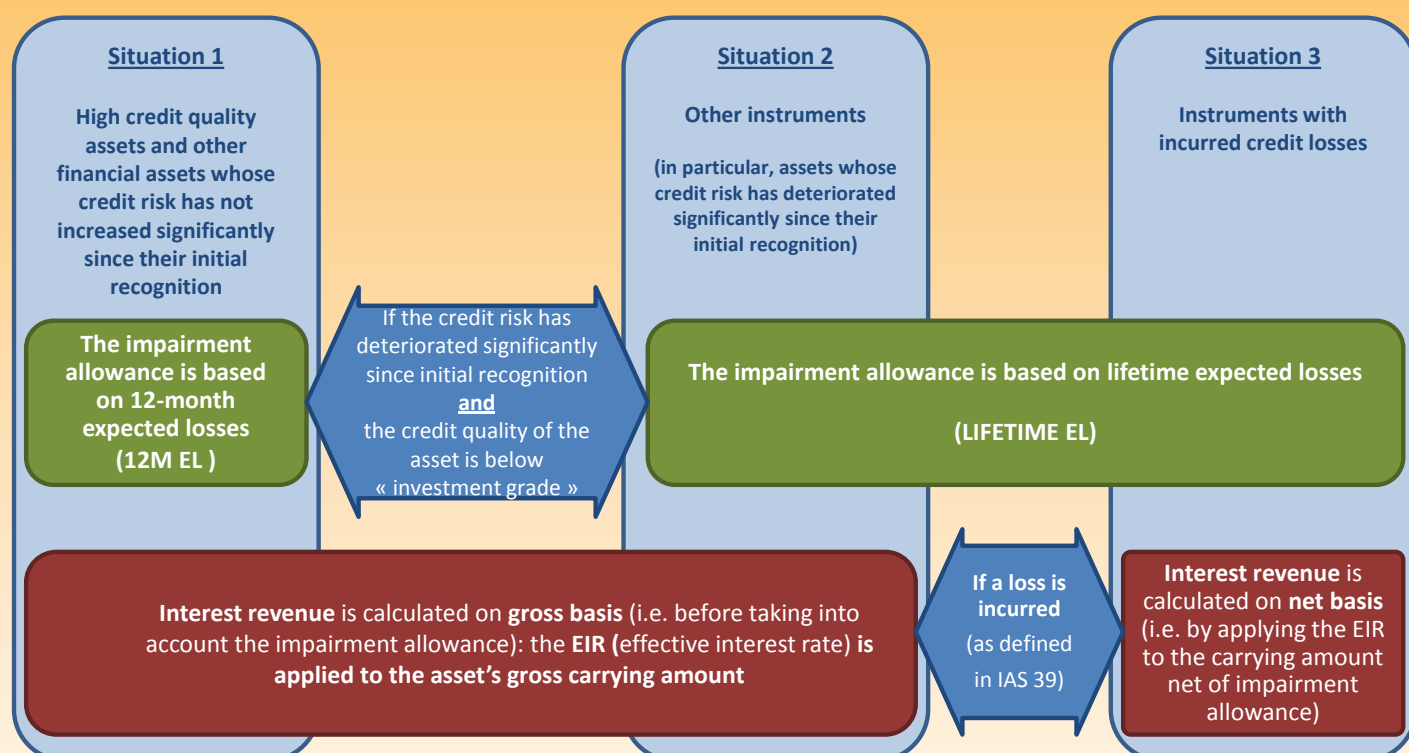 Situation 1
High credit quality
assets and other
financial assets whose
credit risk has not
increased significantly
since their initial
recognition
Situation 2
Other instruments
(in particular, assets whose
credit risk has deteriorated
significantly since their
initial recognition)
Situation 3
Instruments with
incurred credit losses
The impairment
allowance is based
on 12-month
expected losses
(12M EL )
If the credit risk has
deteriorated significantly
since initial recognition
and
the credit quality of the
asset is below
« investment grade »
The impairment allowance is based on lifetime expected losses
(LIFETIME EL)
Interest revenue is calculated on gross basis (i.e. before taking into
account the impairment allowance): the EIR (effective interest rate) is
applied to the asset’s gross carrying amount
If a loss is
incurred
(as defined
in IAS 39)
Interest revenue is
calculated on net basis
(i.e. by applying the EIR
to the carrying amount
net of impairment
allowance)